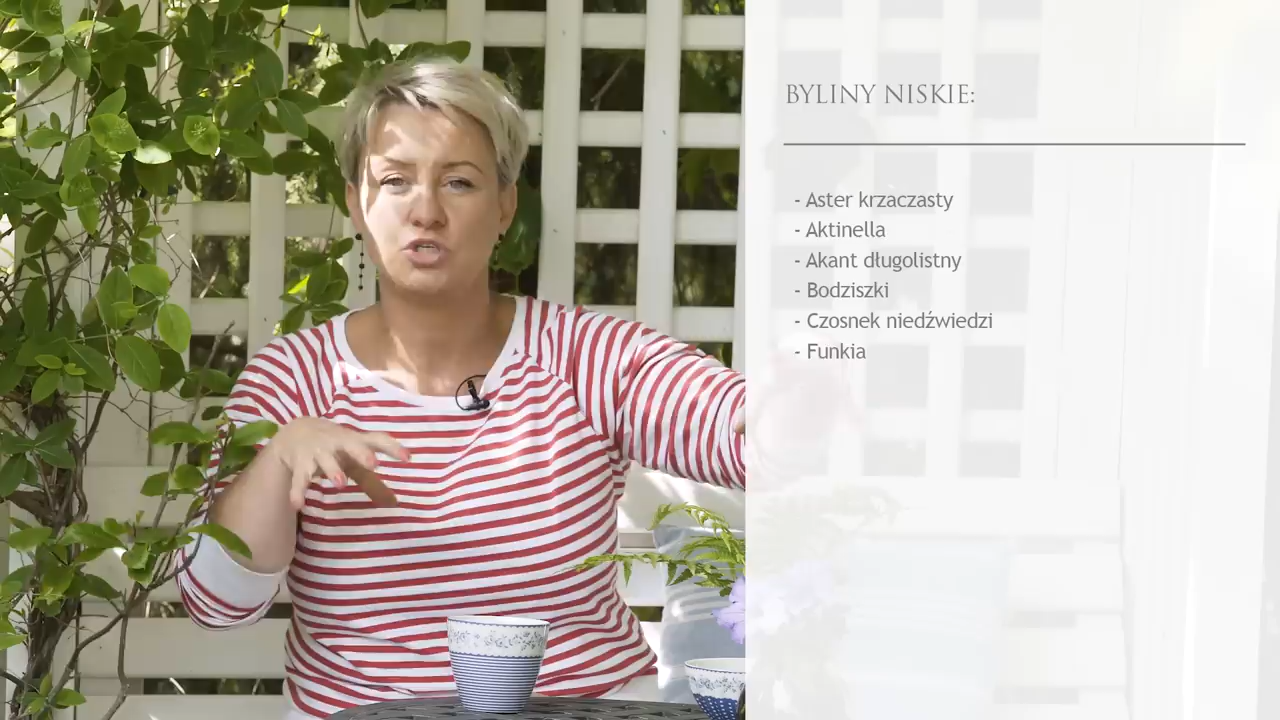 BYLINY NISKIE:
- Aster krzaczasty
- Aktinella
- Akant długolistny
- Bodziszki
- Czosnek niedźwiedzi
- Funkia